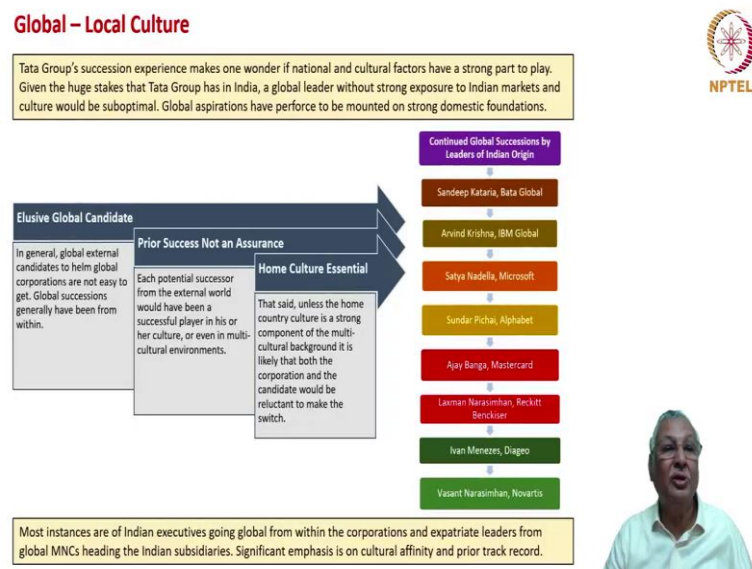 Global – Local Culture
NPTEL
Tata Group's succession experience makes one wonder if national and cultural factors have a strong part to play.
Given the huge stakes that Tata Group has in India, a global leader without strong exposure to Indian markets and
culture would be suboptimal. Global aspirations have perforce to be mounted on strong domestic foundations.
Elusive Global Candidate
In general, global external
candidates to helm global
corporations are not easy to
get. Global successions
generally have been from
within.
Prior Success Not an Assurance
Each potential successor
from the external world
would have been a
successful player in his or
her culture, or even in multi-
cultural environments.
Home Culture Essential
That said, unless the home
country culture is a strong
component of the multi-
cultural background it is
likely that both the
corporation and the
candidate would be
reluctant to make the
switch.
Continued Global Successions by
Leaders of Indian Origin
Sandeep Kataria, Bata Global
Arvind Krishna, IBM Global
Satya Nadella, Microsoft
Sundar Pichai, Alphabet
Ajay Banga, Mastercard
Laxman Narasimhan, Reckitt
Benckiser
Ivan Menezes, Diageo
Vasant Narasimhan, Novartis
Most instances are of Indian executives going global from within the corporations and expatriate leaders from
global MNCs heading the Indian subsidiaries. Significant emphasis is on cultural affinity and prior track record.